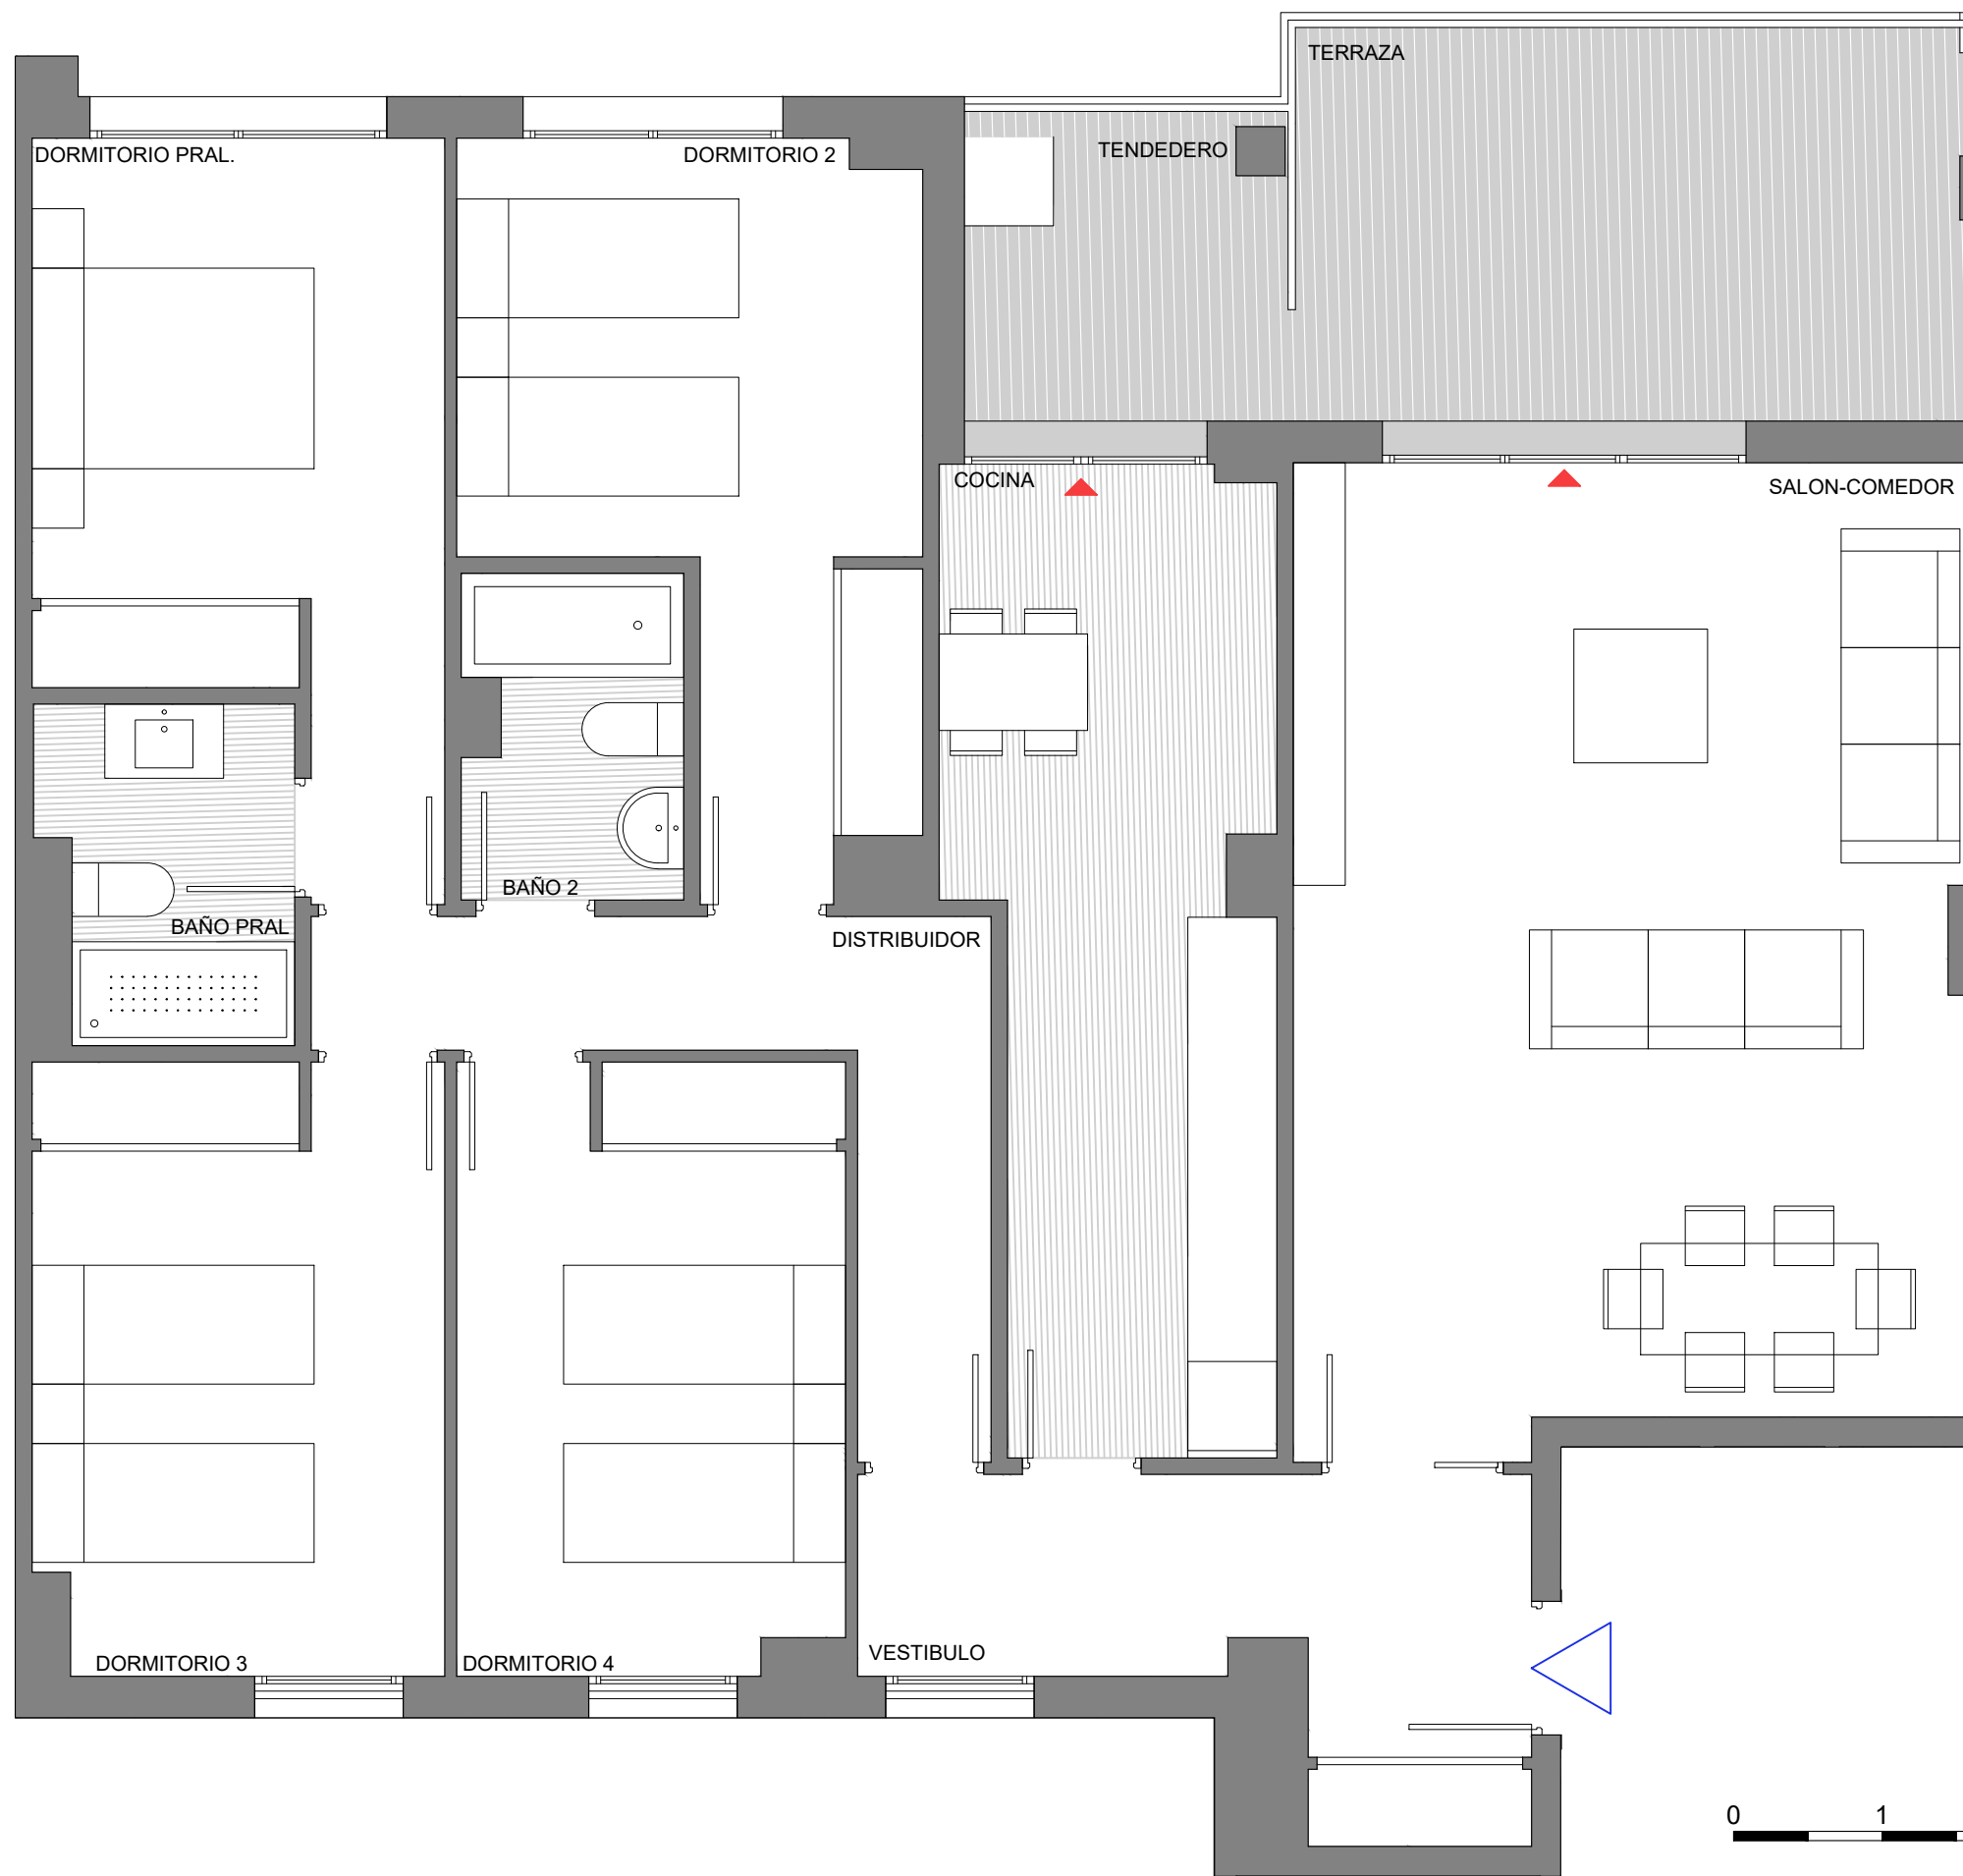 TERRAZA
DORMITORIO PRAL.
DORMITORIO 2
TENDEDERO
COCINA
SALON-COMEDOR
BAÑO 2
BAÑO PRAL
DISTRIBUIDOR
VESTIBULO
DORMITORIO 3
DORMITORIO 4
0 1